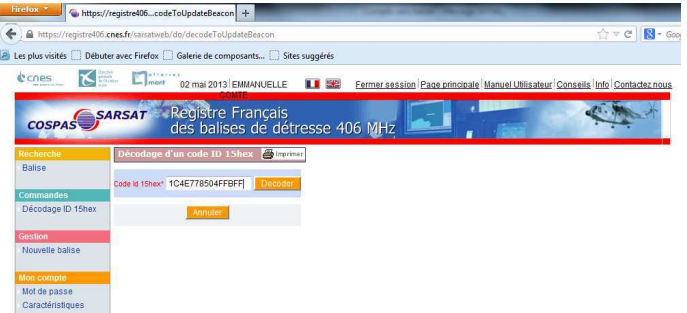 Firefox
https://registre406...codeToUpdateBeacon +
https://registre406.cnes.fr/sarsatweb/do/decodeToUpdateBeacon
Les plus visités Débuter avec Firefox Galerie de composants... Sites suggérés
cnes 02 mai 2013 EMMANUELLE COMTE Fermer session Page principale Manuel Utilisateur Conseils Info Contactez nous
COSPAS SARSAT Registre Français
des balises de détresse 406 MHz
Recherche
Balise
Commandes
Décodage ID 15hex
Gestion
Nouvelle balise
Mon compte
Mot de passe
Caractéristiques
Décodage d'un code ID 15hex Imprimer
Code Id 15hex* 1C4E778504FFBFF Decoder
Annuler